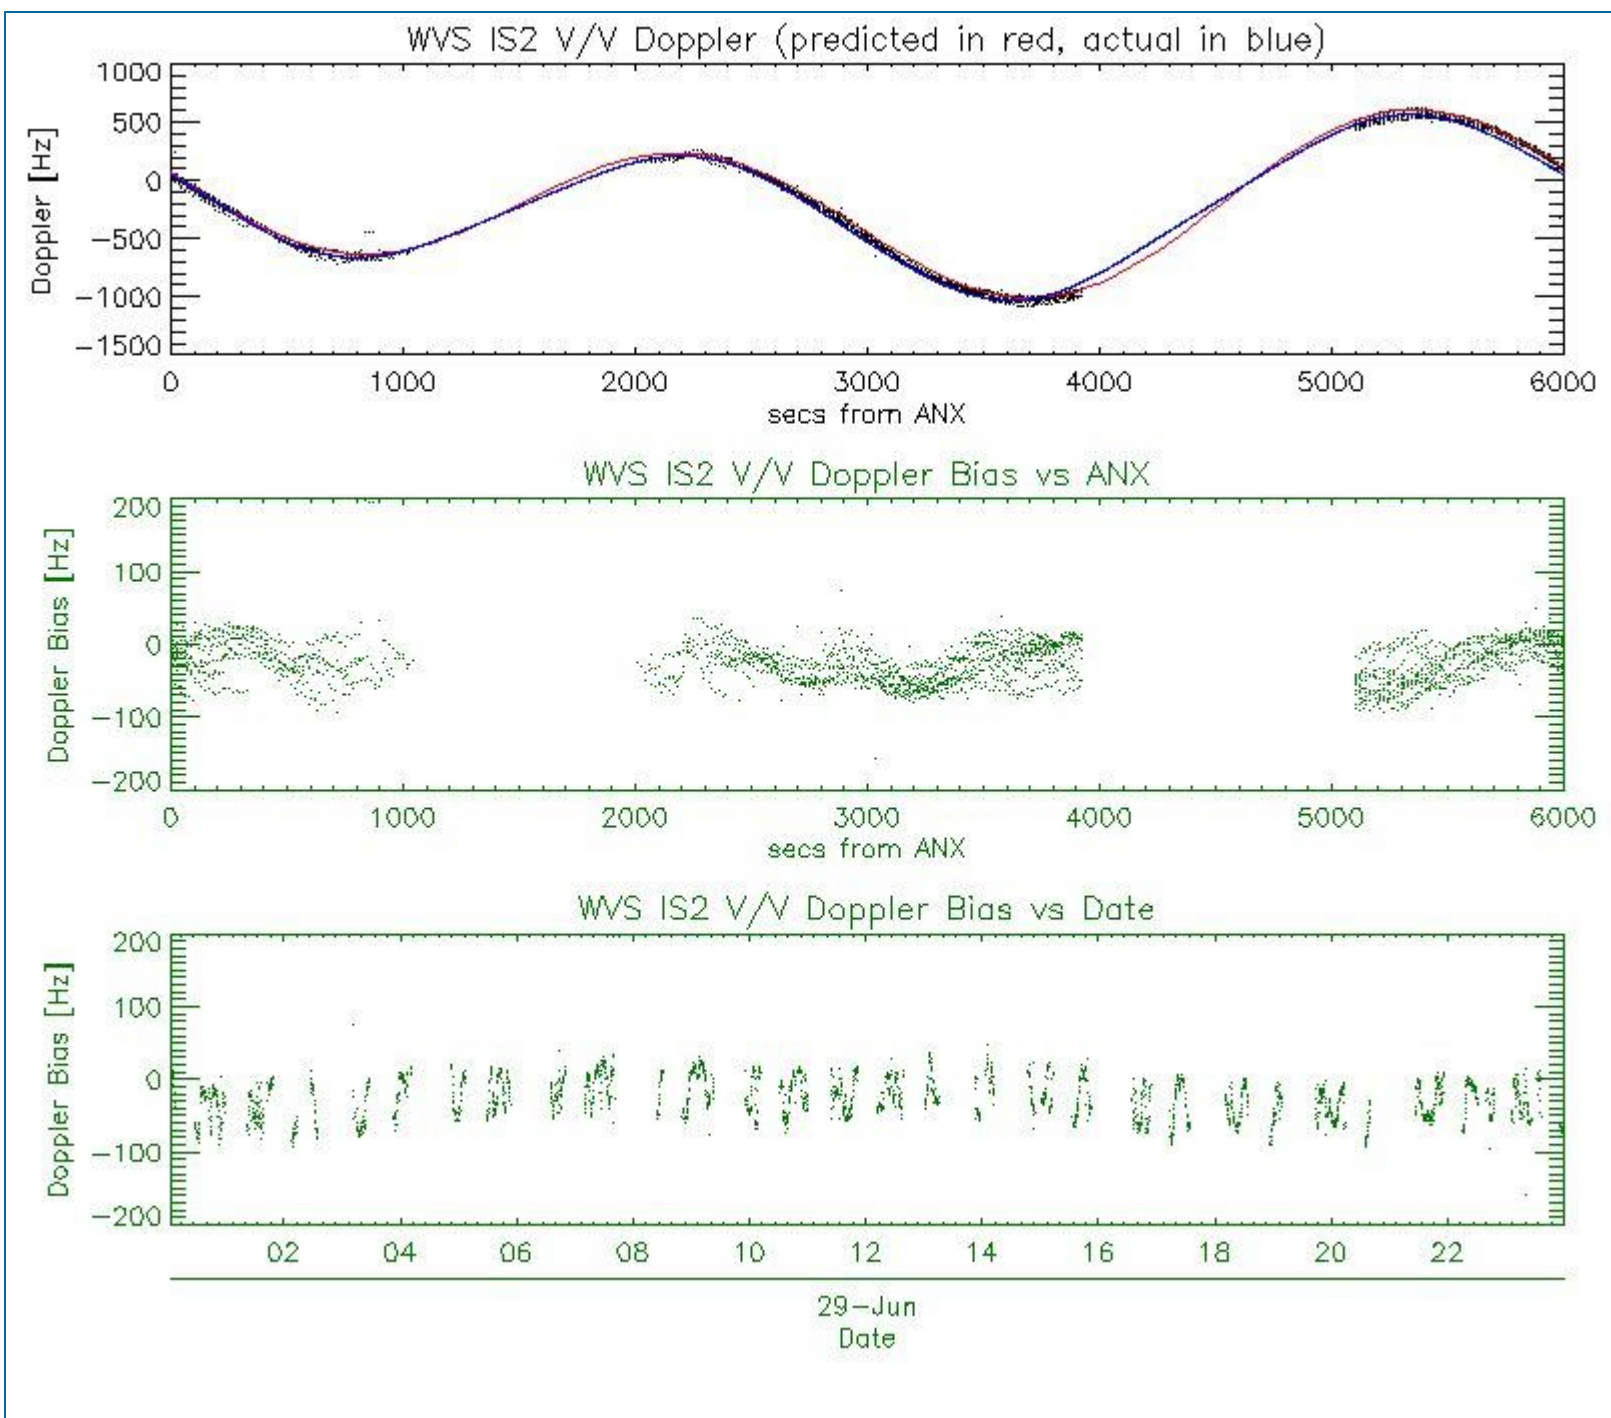 WVS IS2 V/V Doppler (predicted in red, actual in blue)
Doppler [Hz]
1000
500
0
-500
-1000
-1500
0 1000 2000 3000 4000 5000 6000
secs from ANX
WVS IS2 V/V Doppler Bias vs ANX
Doppler Bias [Hz]
200
100
0
-100
-200
0 1000 2000 3000 4000 5000 6000
secs from ANX
WVS IS2 V/V Doppler Bias vs Date
Doppler Bias [Hz]
200
100
0
-100
-200
02 04 06 08 10 12 14 16 18 20 22
29-Jun
Date